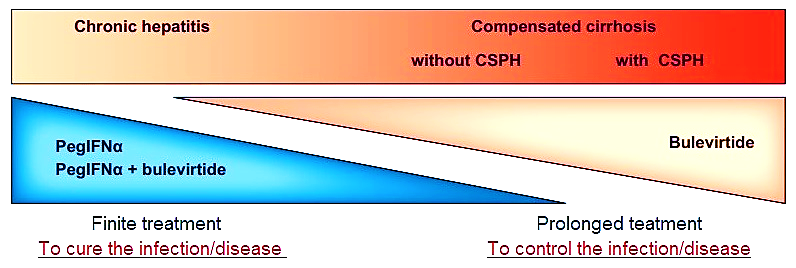 Chronic hepatitis
Compensated cirrhosis
without CSPH
with CSPH
PegIFNα
PegIFNα + bulevirtide
Bulevirtide
Finite treatment
To cure the infection/disease
Prolonged teatment
To control the infection/disease